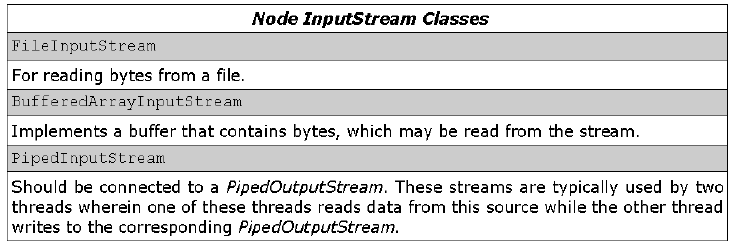 Node InputStream Classes
FileInputStream
For reading bytes from a file.
BufferedArrayInputStream
Implements a buffer that contains bytes, which may be read from the stream.
PipedInputStream
Should be connected to a PipedOutputStream. These streams are typically used by two
threads wherein one of these threads reads data from this source while the other thread
writes to the corresponding PipedOutputStream.